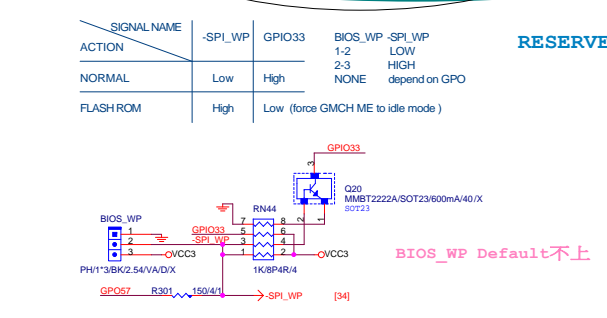 SIGNAL NAME
ACTION
-SPI_WP GPIO33
NORMAL Low High
FLASH ROM High Low (force GMCH ME to idle mode )
BIOS_WP -SPI_WP
1-2 LOW
2-3 HIGH
NONE depend on GPO
RESERVE
GPIO33
3
Q20
MMBT2222A/SOT23/600mA/40/X
SOT23
2 1
RN44
7 8
5 6
3 4
1 2
1K/8P4R/4
GPIO33
-SPI_WP
VCC3
BIOS_WP
1
2
3
VCC3
PH/1*3/BK/2.54/VA/D/X
BIOS_WP Default不上
GPO57 R301 150/4/1
-SPI_WP [34]